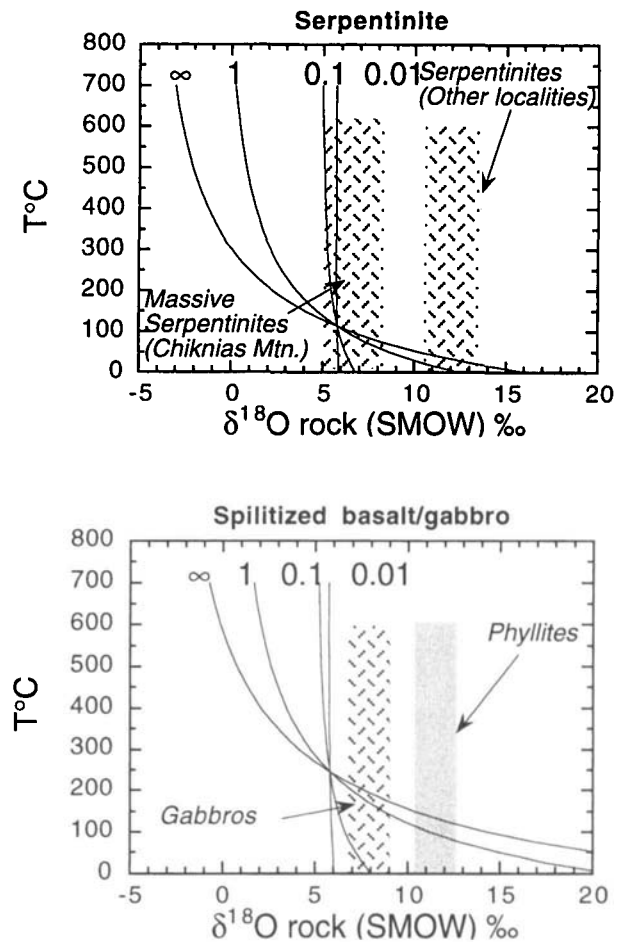 Serpentinite
800
∞ 1 0.1 0.01 Serpentinites
(Other localities)
700
600
500
T°C
400
300
200
Massive
Serpentinites
(Chiknias Mtn.)
100
0
-5 0 5 10 15 20
δ¹⁸O rock (SMOW) ‰
Spilitized basalt/gabbro
800
700
∞ 1 0.1 0.01
600
Phyllites
500
T°C
400
300
200
Gabbros
100
0
-5 0 5 10 15 20
δ¹⁸O rock (SMOW) ‰